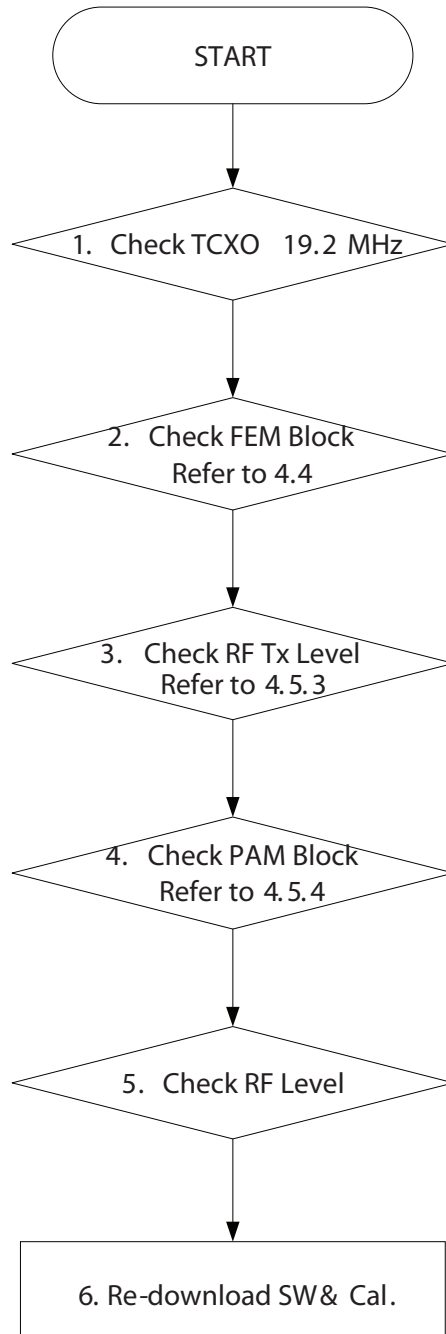 START
1. Check TCXO 19.2 MHz
2. Check FEM Block
Refer to 4.4
3. Check RF Tx Level
Refer to 4.5.3
4. Check PAM Block
Refer to 4.5.4
5. Check RF Level
6. Re-download SW& Cal.